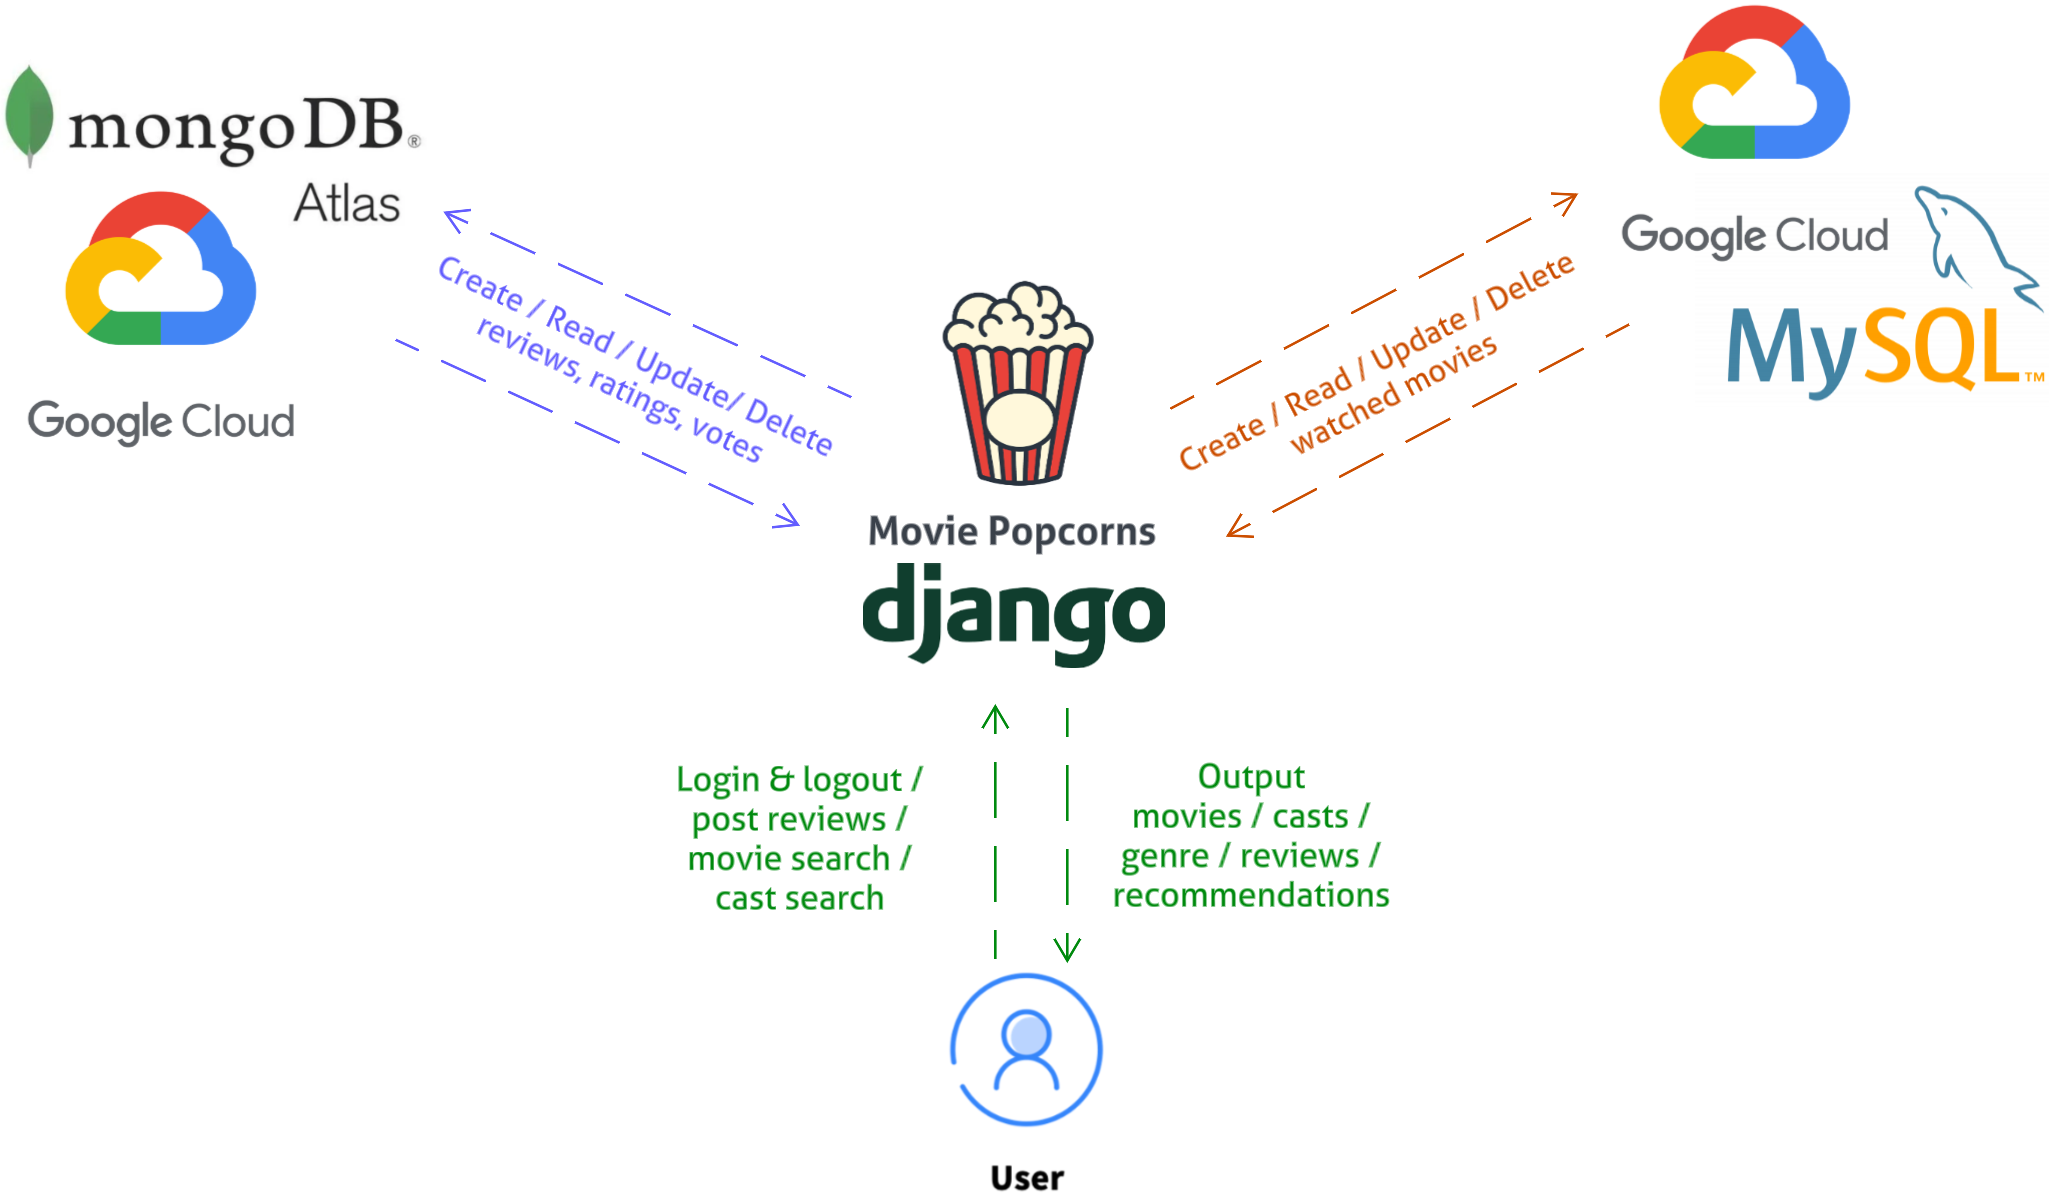 mongoDB®
Atlas
Google Cloud
Create / Read / Update/ Delete
reviews, ratings, votes
Google Cloud
MySQL™
Create / Read / Update / Delete
watched movies
Movie Popcorns
django
Login & logout /
post reviews /
movie search /
cast search
Output
movies / casts /
genre / reviews /
recommendations
User